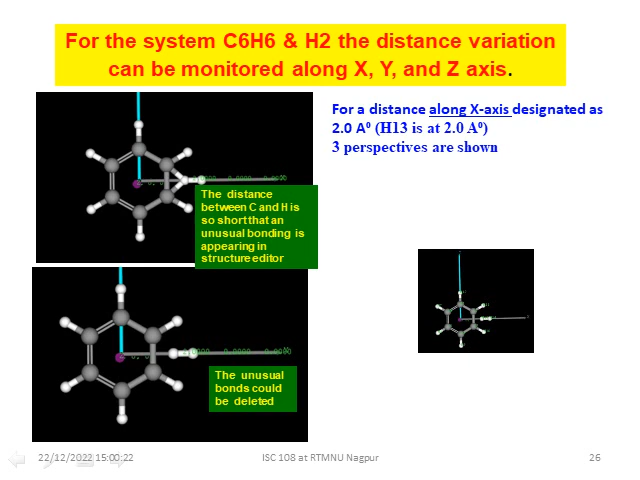 For the system C6H6 & H2 the distance variation
can be monitored along X, Y, and Z axis.
For a distance along X-axis designated as
2.0 A⁰ (H13 is at 2.0 A⁰)
3 perspectives are shown
The distance
between C and H is
so short that an
unusual bonding is
appearing in
structure editor
The unusual
bonds could
be deleted
22/12/2022 15:00:22
ISC 108 at RTMNU Nagpur
26